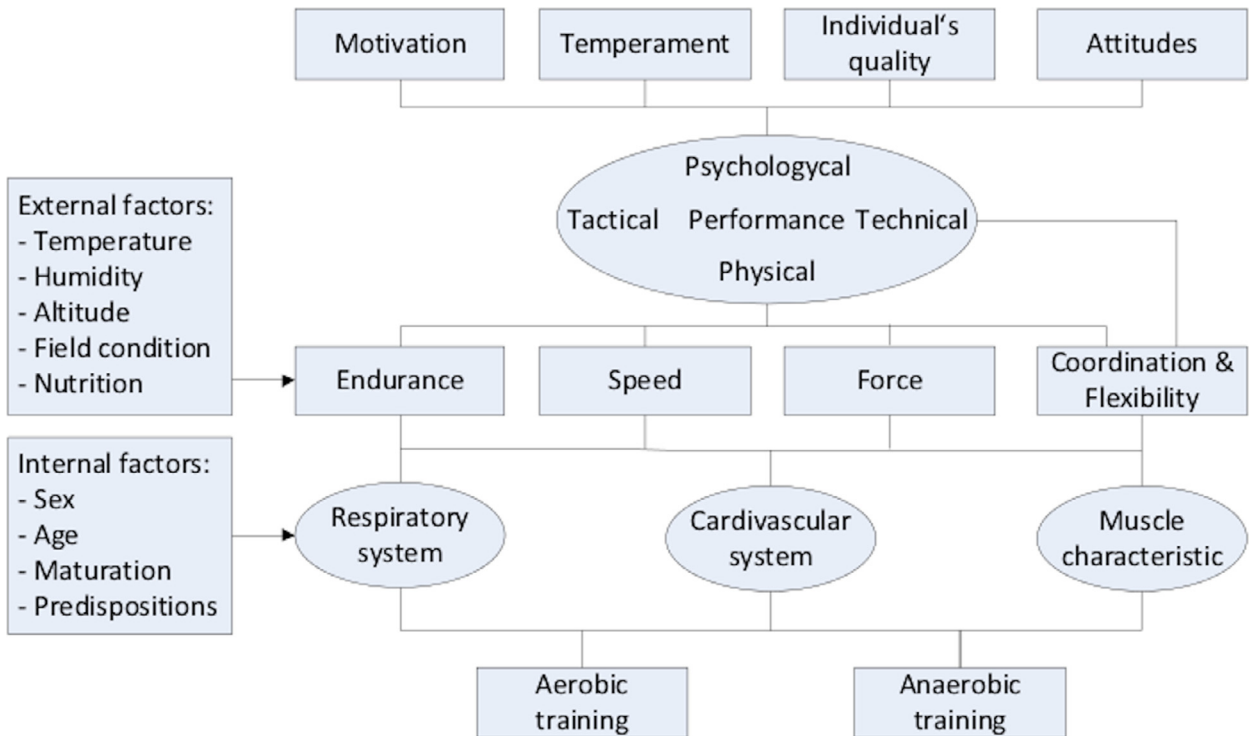 Motivation
Temperament
Individual‘s
quality
Attitudes
Psychologycal
Tactical Performance Technical
Physical
External factors:
- Temperature
- Humidity
- Altitude
- Field condition
- Nutrition
Endurance
Speed
Force
Coordination &
Flexibility
Internal factors:
- Sex
- Age
- Maturation
- Predispositions
Respiratory
system
Cardivascular
system
Muscle
characteristic
Aerobic
training
Anaerobic
training